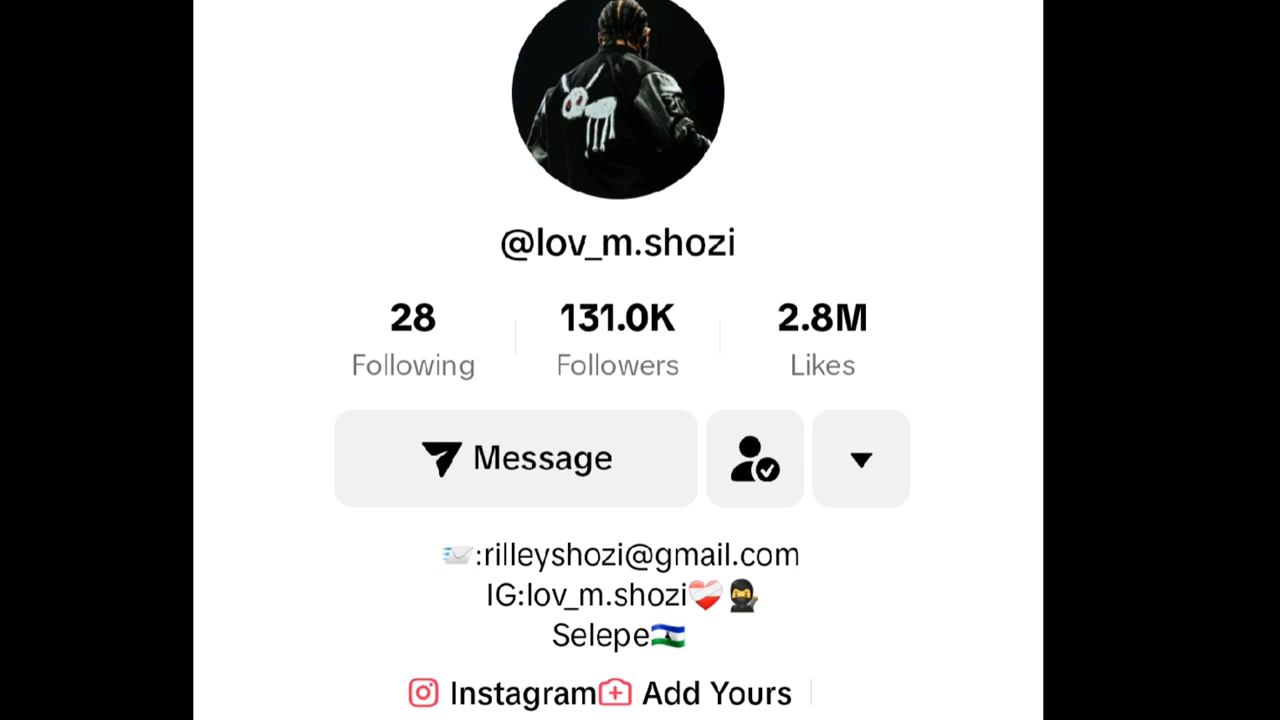 @lov_m.shozi
28 131.0K 2.8M
Following Followers Likes
Message
📨:rilleyshozi@gmail.com
IG:lov_m.shozi❤️‍🩹🥷
Selepe🇱🇸
Instagram Add Yours